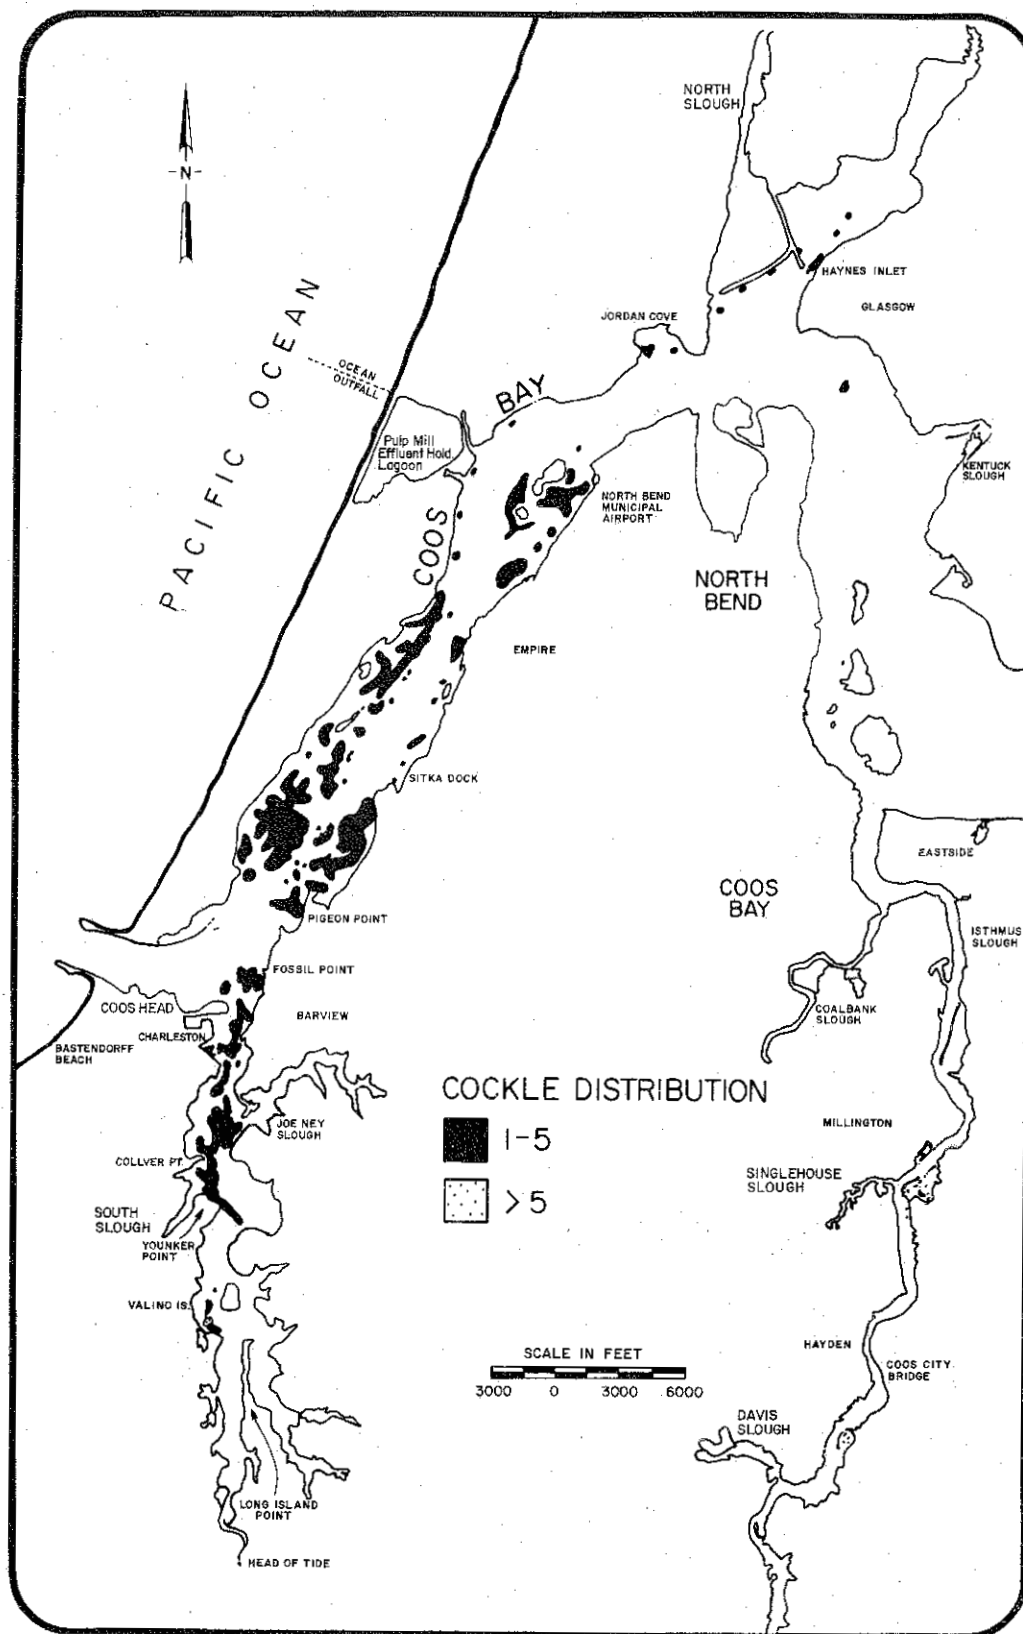 NORTH
SLOUGH
-N-
HAYNES INLET
GLASGOW
JORDAN COVE
PACIFIC OCEAN
OCEAN
OUTFALL
BAY
Pulp Mill
Effluent Hold.
Lagoon
KENTUCK
SLOUGH
NORTH BEND
MUNICIPAL
AIRPORT
COOS
NORTH
BEND
EMPIRE
SITKA DOCK
EASTSIDE
COOS
BAY
PIGEON POINT
ISTHMUS
SLOUGH
FOSSIL POINT
COOS HEAD
BARVIEW
COALBANK
SLOUGH
CHARLESTON
BASTENDORFF
BEACH
COCKLE DISTRIBUTION
1-5
>5
JOE NEY
SLOUGH
MILLINGTON
COLLVER PT.
SINGLEHOUSE
SLOUGH
SOUTH
SLOUGH
YOUNKER
POINT
VALINO IS.
HAYDEN
COOS CITY
BRIDGE
SCALE IN FEET
3000 0 3000 6000
DAVIS
SLOUGH
LONG ISLAND
POINT
HEAD OF TIDE